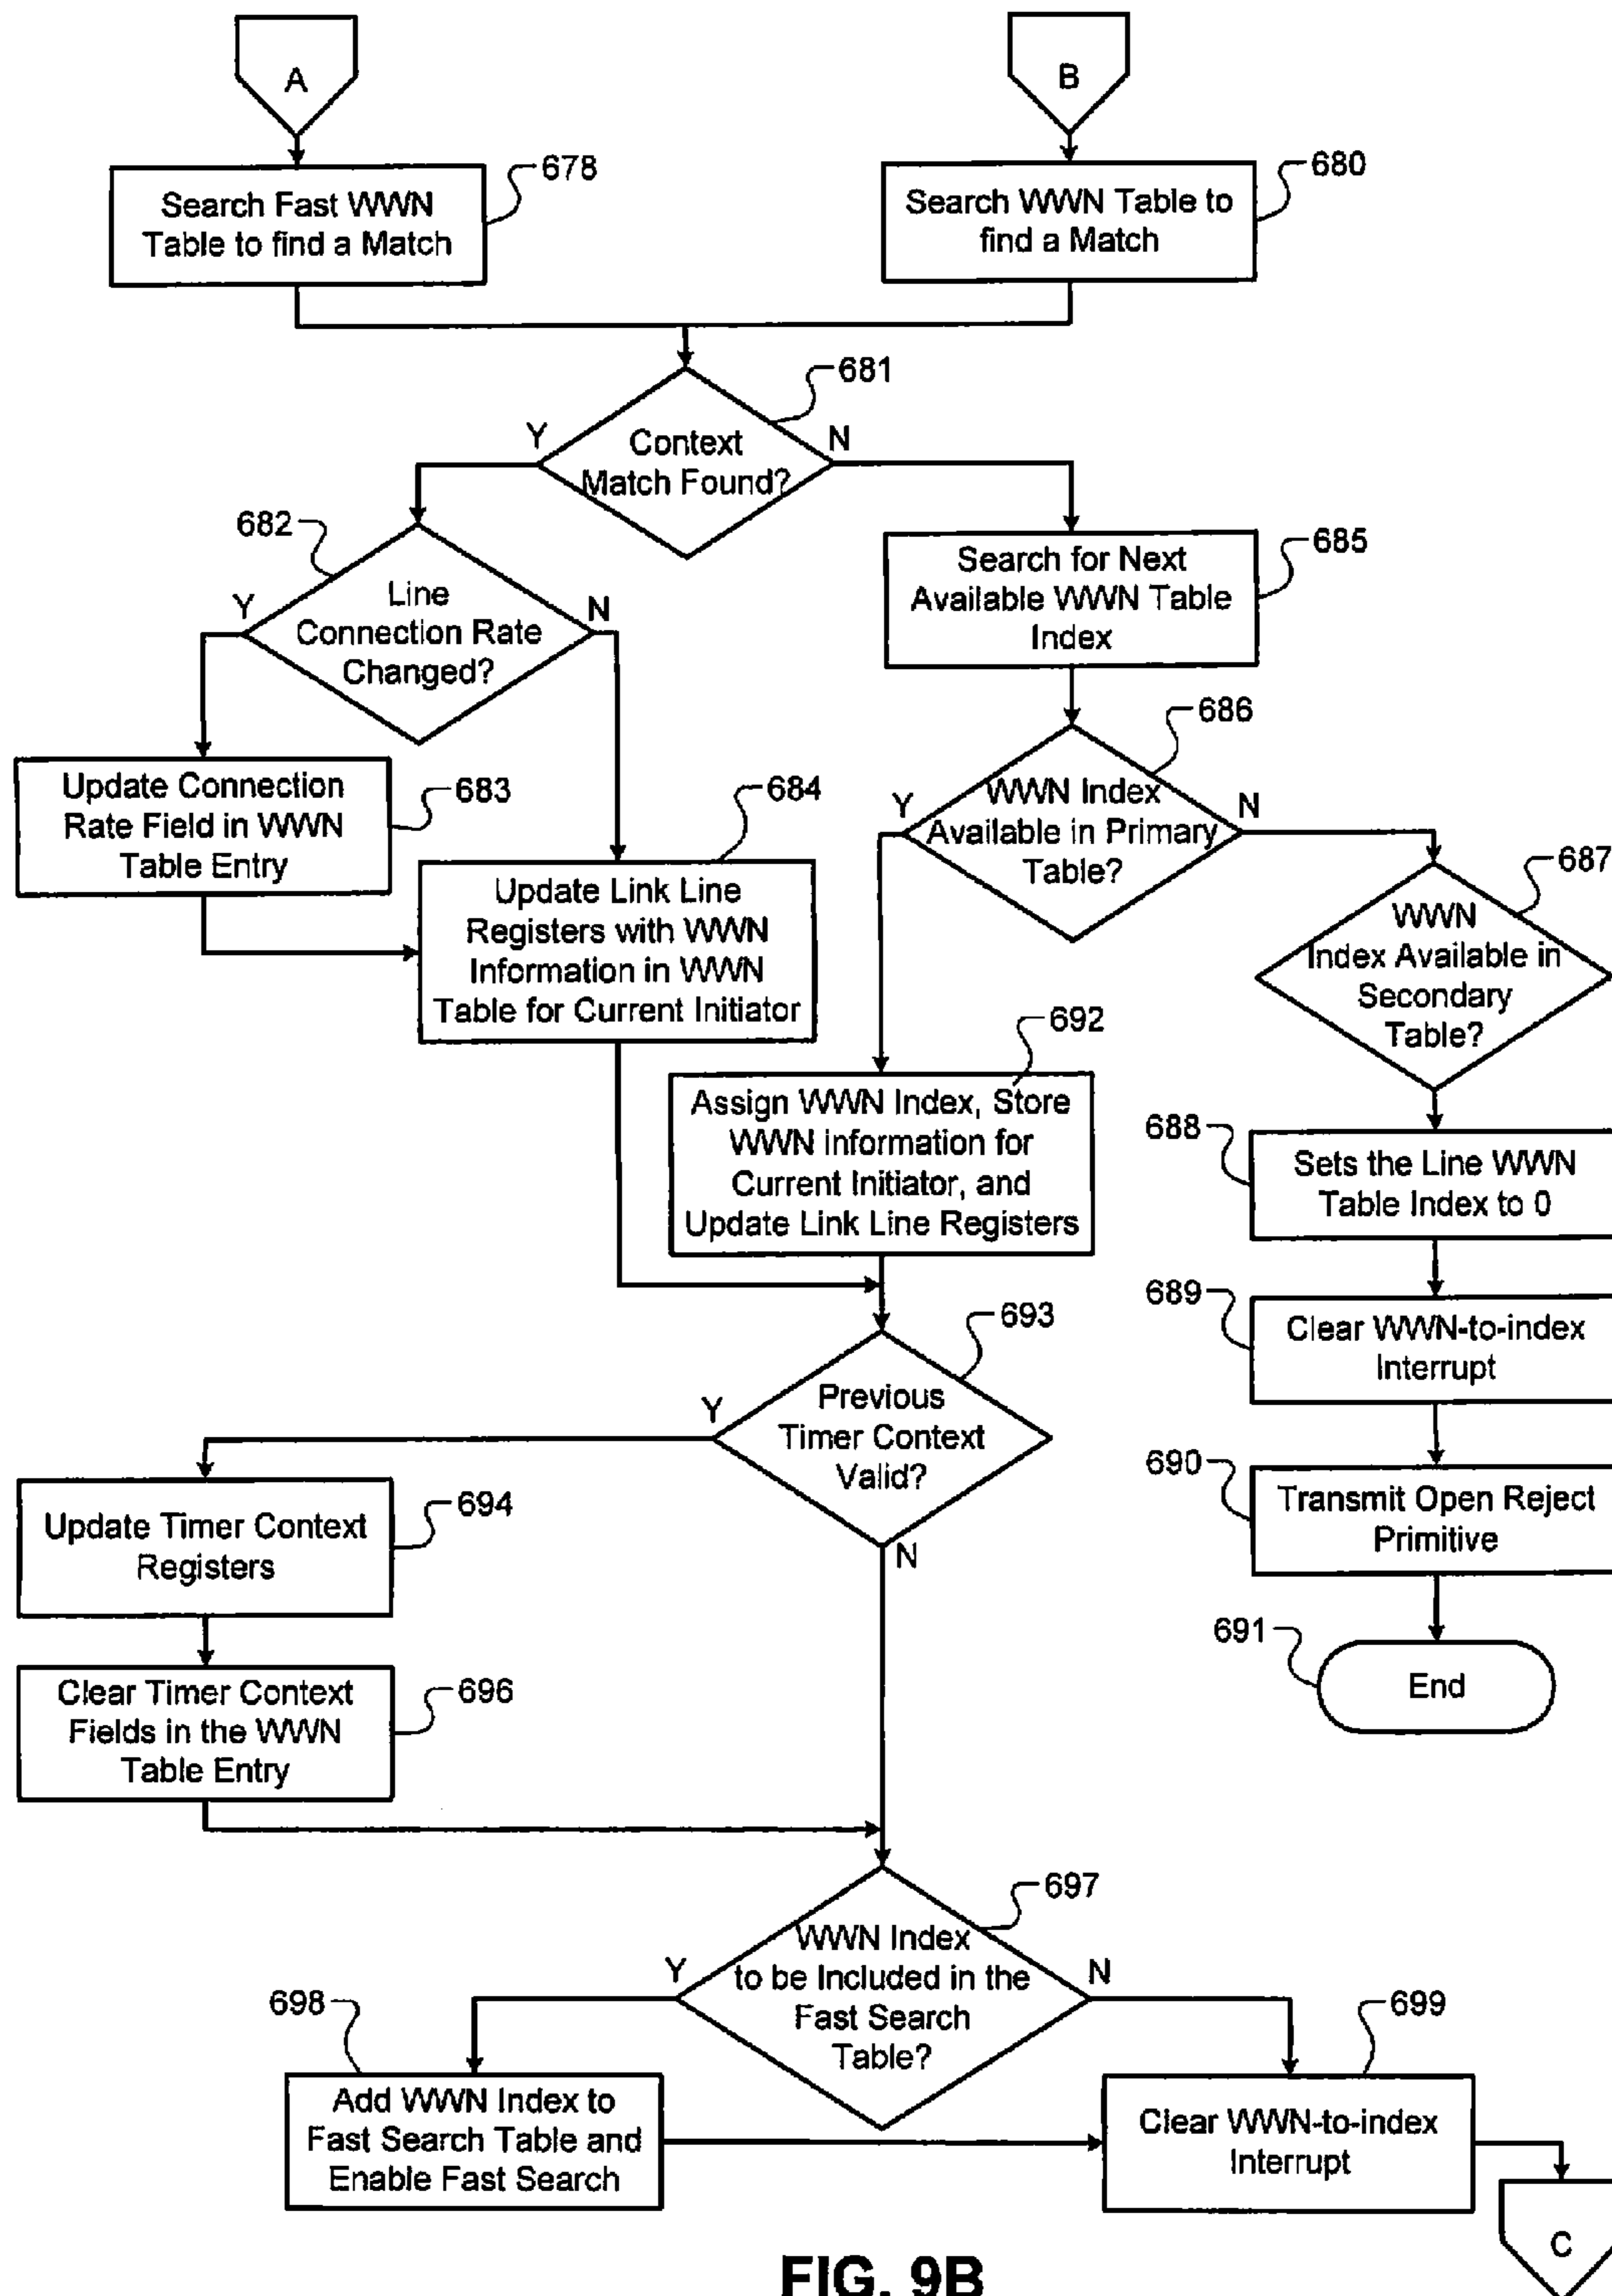 A
B
678
Search Fast WWN
Table to find a Match
680
Search WWN Table to
find a Match
681
Y
Context
Match Found?
N
682
Y
Line
Connection Rate
Changed?
N
685
Search for Next
Available WWN Table
Index
686
Y
WWN Index
Available in Primary
Table?
N
683
Update Connection
Rate Field in WWN
Table Entry
684
Update Link Line
Registers with WWN
Information in WWN
Table for Current Initiator
687
WWN
Index Available in
Secondary
Table?
692
Assign WWN Index, Store
WWN information for
Current Initiator, and
Update Link Line Registers
688
Sets the Line WWN
Table Index to 0
689
Clear WWN-to-index
Interrupt
693
Y
Previous
Timer Context
Valid?
N
690
Transmit Open Reject
Primitive
694
Update Timer Context
Registers
691
End
696
Clear Timer Context
Fields in the WWN
Table Entry
697
Y
WWN Index
to be Included in the
Fast Search
Table?
N
698
Add WWN Index to
Fast Search Table and
Enable Fast Search
699
Clear WWN-to-index
Interrupt
C
FIG. 9B